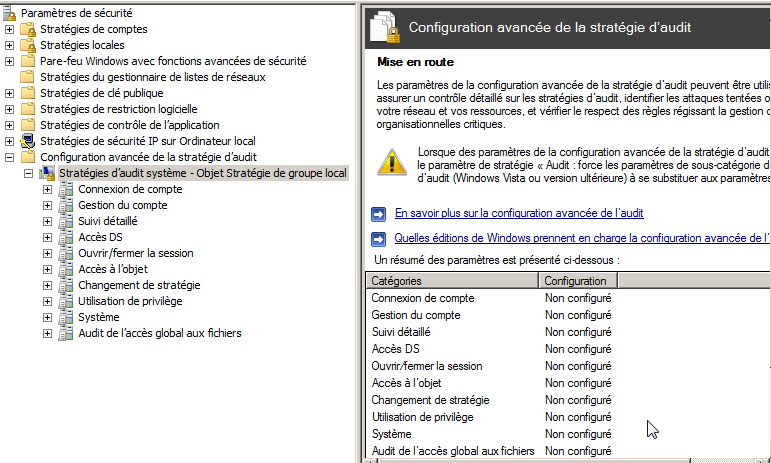 Paramètres de sécurité
Stratégies de comptes
Stratégies locales
Pare-feu Windows avec fonctions avancées de sécurité
Stratégies du gestionnaire de listes de réseaux
Stratégies de clé publique
Stratégies de restriction logicielle
Stratégies de contrôle de l'application
Stratégies de sécurité IP sur Ordinateur local
Configuration avancée de la stratégie d'audit
Stratégies d'audit système - Objet Stratégie de groupe local
Connexion de compte
Gestion du compte
Suivi détaillé
Accès DS
Ouvrir/fermer la session
Accès à l'objet
Changement de stratégie
Utilisation de privilège
Système
Audit de l'accès global aux fichiers
Configuration avancée de la stratégie d'audit
Mise en route
Les paramètres de la configuration avancée de la stratégie d'audit peuvent être utili
assurer un contrôle détaillé sur les stratégies d'audit, identifier les attaques tentées o
votre réseau et vos ressources, et vérifier le respect des règles régissant la gestion d
organisationnelles critiques.
Lorsque des paramètres de la configuration avancée de la stratégie d'audit
le paramètre de stratégie « Audit : force les paramètres de sous-catégorie d
d'audit (Windows Vista ou version ultérieure) à se substituer aux paramètres
En savoir plus sur la configuration avancée de l'audit
Quelles éditions de Windows prennent en charge la configuration avancée de l'
Un résumé des paramètres est présenté ci-dessous :
Catégories Configuration
Connexion de compte Non configuré
Gestion du compte Non configuré
Suivi détaillé Non configuré
Accès DS Non configuré
Ouvrir/fermer la session Non configuré
Accès à l'objet Non configuré
Changement de stratégie Non configuré
Utilisation de privilège Non configuré
Système Non configuré
Audit de l'accès global aux fichiers Non configuré